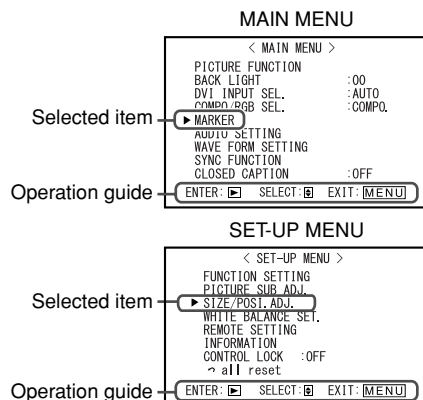 MAIN MENU
< MAIN MENU >
PICTURE FUNCTION
BACK LIGHT :00
DVI INPUT SEL. :AUTO
COMPO/RGB SEL. :COMPO.
Selected item ▶ MARKER
AUDIO SETTING
WAVE FORM SETTING
SYNC FUNCTION
CLOSED CAPTION :OFF
Operation guide ENTER: ▶ SELECT: EXIT: MENU
SET-UP MENU
< SET-UP MENU >
FUNCTION SETTING
PICTURE SUB ADJ.
Selected item ▶ SIZE/POSI.ADJ.
WHITE BALANCE SET.
REMOTE SETTING
INFORMATION
CONTROL LOCK :OFF
all reset
Operation guide ENTER: ▶ SELECT: EXIT: MENU